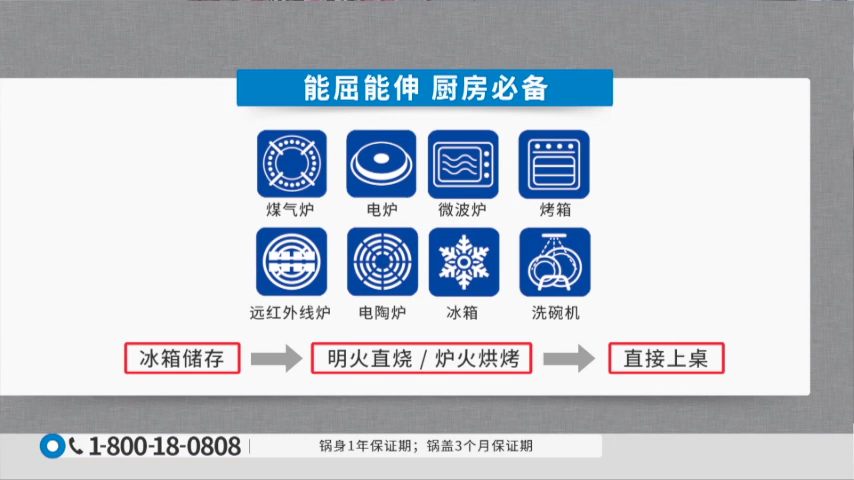 能屈能伸 厨房必备
煤气炉 电炉 微波炉 烤箱
远红外线炉 电陶炉 冰箱 洗碗机
冰箱储存 明火直烧 / 炉火烘烤 直接上桌
1-800-18-0808 锅身1年保证期；锅盖3个月保证期